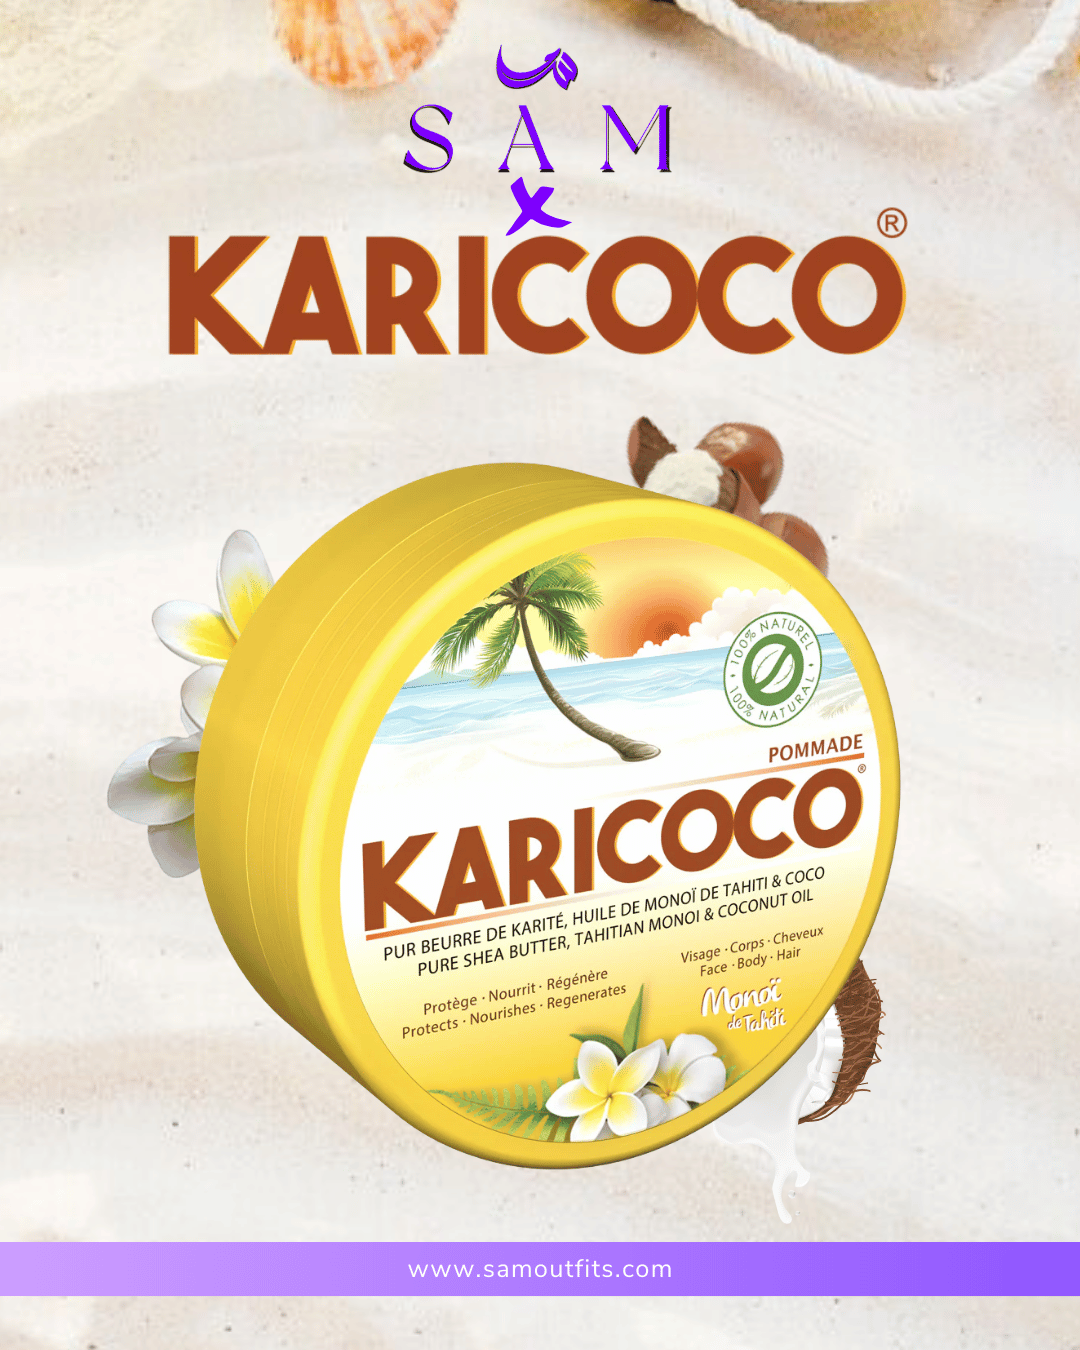 SAM
X
KARICOCO®
100% NATUREL
100% NATURAL
POMMADE
KARICOCO®
PUR BEURRE DE KARITÉ, HUILE DE MONOÏ DE TAHITI & COCO
PURE SHEA BUTTER, TAHITIAN MONOI & COCONUT OIL
Protège · Nourrit · Régénère
Protects · Nourishes · Regenerates
Visage · Corps · Cheveux
Face · Body · Hair
Monoï
de Tahiti
www.samoutfits.com